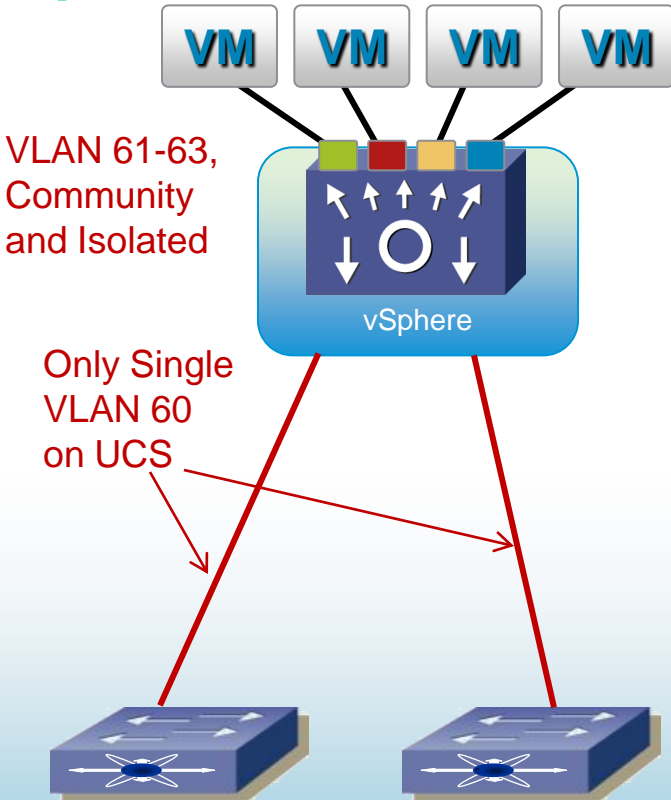 VM VM VM VM
VLAN 61-63,
Community
and Isolated
vSphere
Only Single
VLAN 60
on UCS